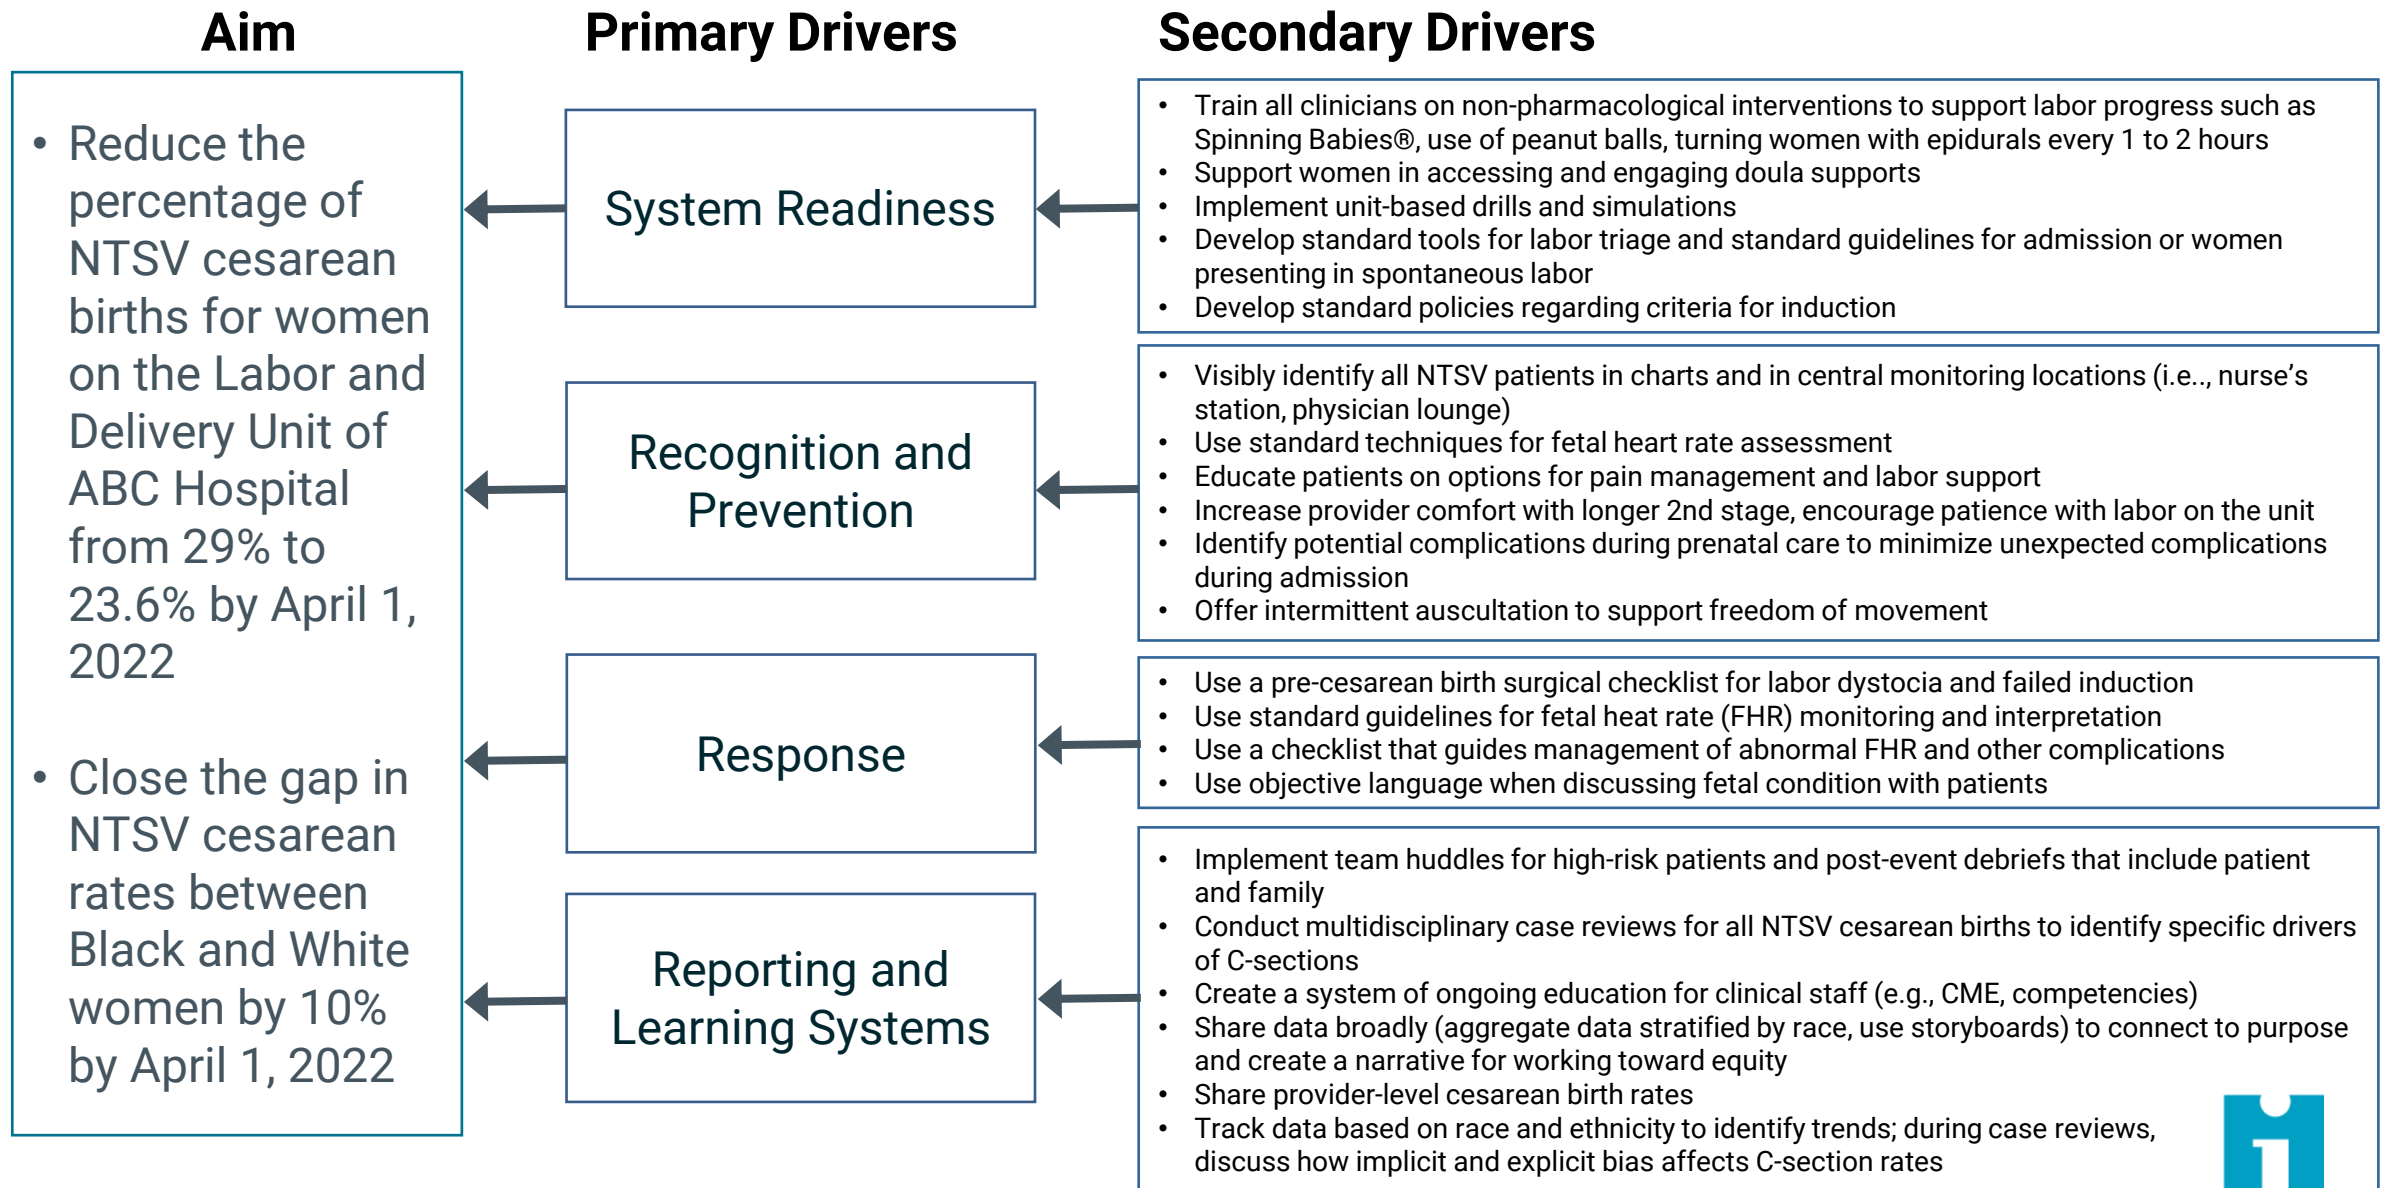 Aim
Primary Drivers
Secondary Drivers
• Reduce the
percentage of
NTSV cesarean
births for women
on the Labor and
Delivery Unit of
ABC Hospital
from 29% to
23.6% by April 1,
2022
• Close the gap in
NTSV cesarean
rates between
Black and White
women by 10%
by April 1, 2022
System Readiness
• Train all clinicians on non-pharmacological interventions to support labor progress such as
Spinning Babies®, use of peanut balls, turning women with epidurals every 1 to 2 hours
• Support women in accessing and engaging doula supports
• Implement unit-based drills and simulations
• Develop standard tools for labor triage and standard guidelines for admission or women
presenting in spontaneous labor
• Develop standard policies regarding criteria for induction
Recognition and
Prevention
• Visibly identify all NTSV patients in charts and in central monitoring locations (i.e.., nurse’s
station, physician lounge)
• Use standard techniques for fetal heart rate assessment
• Educate patients on options for pain management and labor support
• Increase provider comfort with longer 2nd stage, encourage patience with labor on the unit
• Identify potential complications during prenatal care to minimize unexpected complications
during admission
• Offer intermittent auscultation to support freedom of movement
Response
• Use a pre-cesarean birth surgical checklist for labor dystocia and failed induction
• Use standard guidelines for fetal heat rate (FHR) monitoring and interpretation
• Use a checklist that guides management of abnormal FHR and other complications
• Use objective language when discussing fetal condition with patients
Reporting and
Learning Systems
• Implement team huddles for high-risk patients and post-event debriefs that include patient
and family
• Conduct multidisciplinary case reviews for all NTSV cesarean births to identify specific drivers
of C-sections
• Create a system of ongoing education for clinical staff (e.g., CME, competencies)
• Share data broadly (aggregate data stratified by race, use storyboards) to connect to purpose
and create a narrative for working toward equity
• Share provider-level cesarean birth rates
• Track data based on race and ethnicity to identify trends; during case reviews,
discuss how implicit and explicit bias affects C-section rates